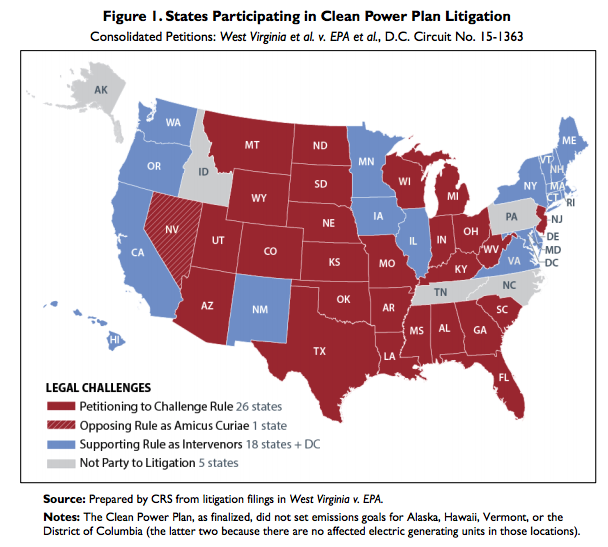 Figure 1. States Participating in Clean Power Plan Litigation
Consolidated Petitions: West Virginia et al. v. EPA et al., D.C. Circuit No. 15-1363
AK
WA
OR
ID
MT
WY
ND
SD
NE
MN
IA
WI
MI
IL
IN
OH
PA
NY
VT
NH
ME
MA
CT
RI
NJ
DE
MD
DC
VA
WV
KY
NC
TN
SC
GA
AL
MS
FL
LA
AR
MO
KS
OK
TX
NM
CO
UT
AZ
NV
CA
HI
LEGAL CHALLENGES
Petitioning to Challenge Rule 26 states
Opposing Rule as Amicus Curiae 1 state
Supporting Rule as Intervenors 18 states + DC
Not Party to Litigation 5 states
Source: Prepared by CRS from litigation filings in West Virginia v. EPA.
Notes: The Clean Power Plan, as finalized, did not set emissions goals for Alaska, Hawaii, Vermont, or the
District of Columbia (the latter two because there are no affected electric generating units in those locations).